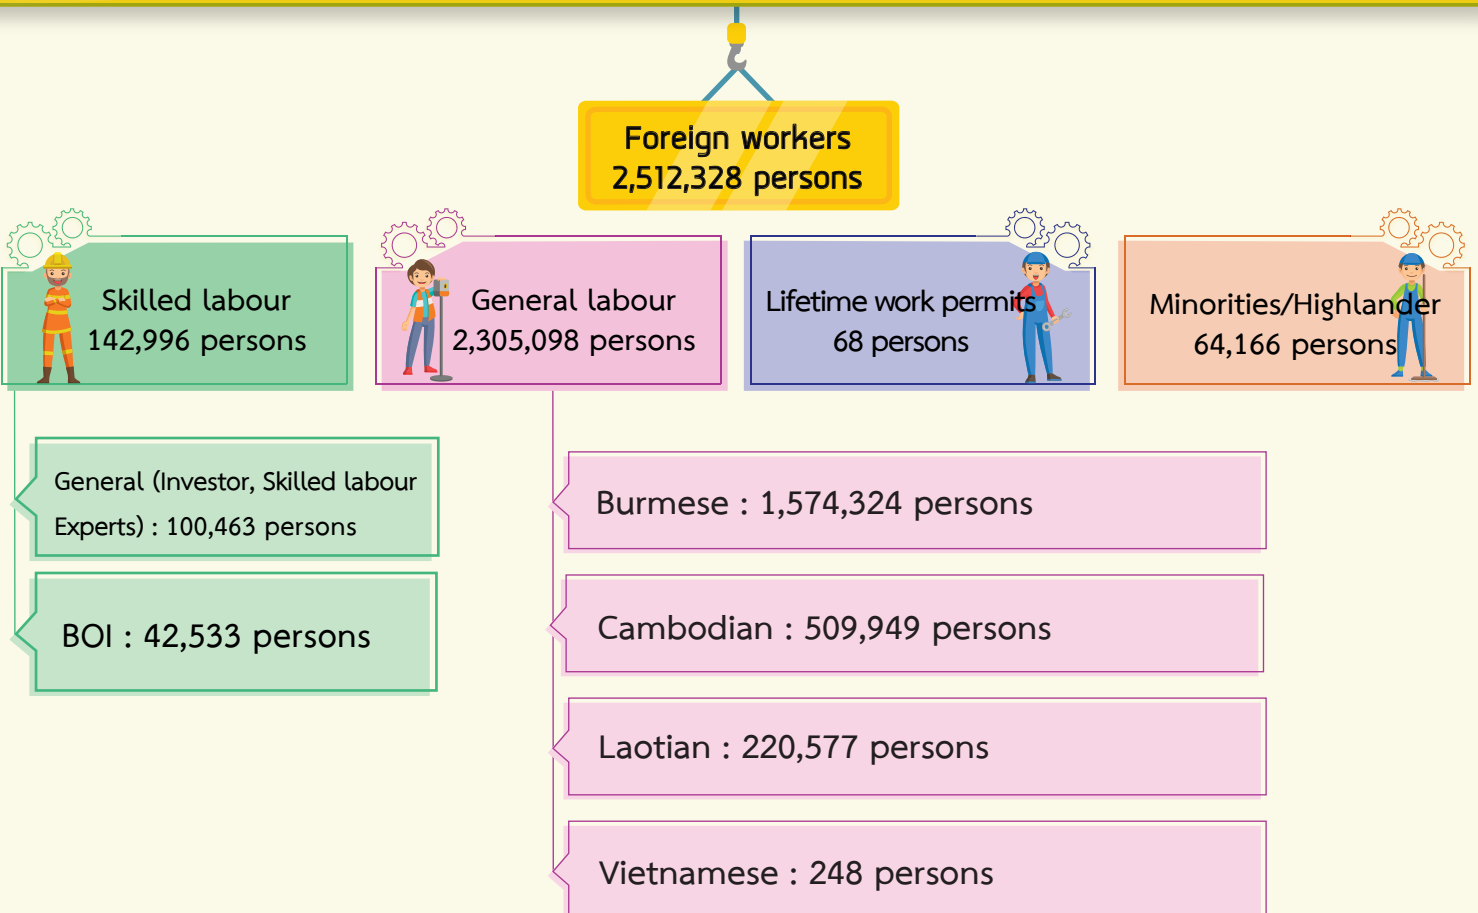 Foreign workers
2,512,328 persons
Skilled labour
142,996 persons
General labour
2,305,098 persons
Lifetime work permits
68 persons
Minorities/Highlander
64,166 persons
General (Investor, Skilled labour
Experts) : 100,463 persons
BOI : 42,533 persons
Burmese : 1,574,324 persons
Cambodian : 509,949 persons
Laotian : 220,577 persons
Vietnamese : 248 persons